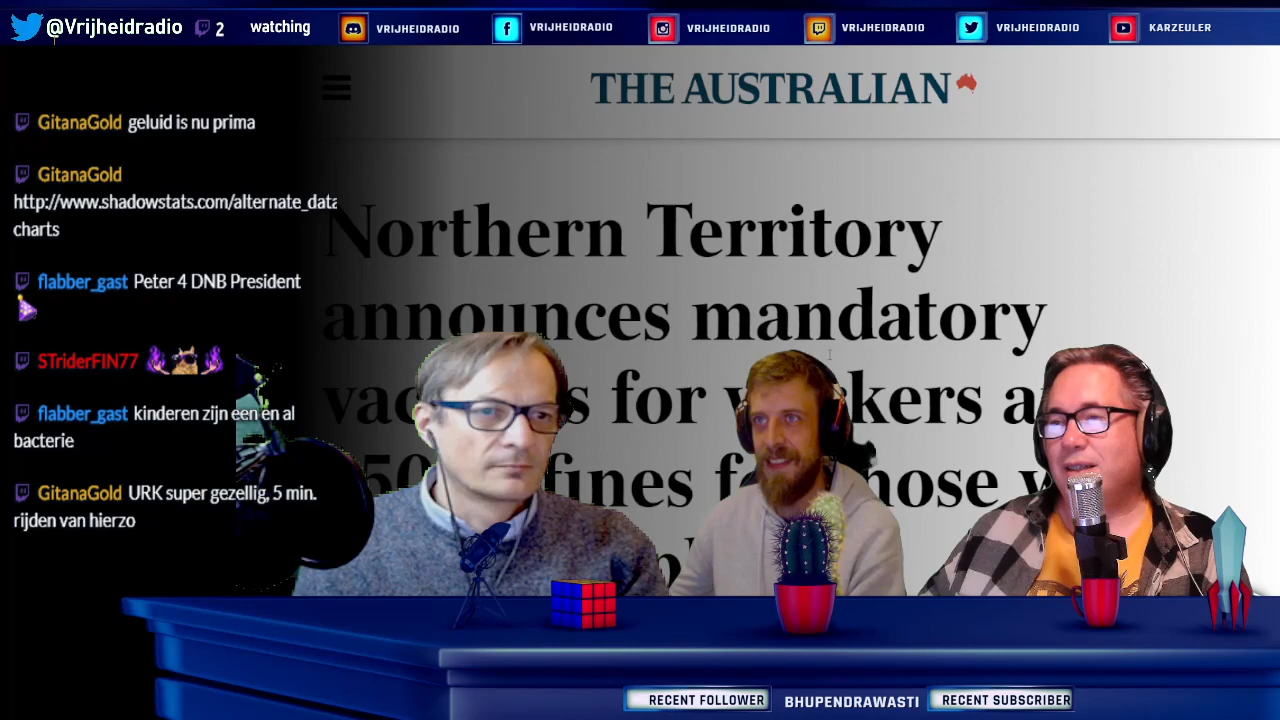 @Vrijheidradio 2 watching
VRIJHEIDRADIO
VRIJHEIDRADIO
VRIJHEIDRADIO
VRIJHEIDRADIO
VRIJHEIDRADIO
KARZEULER
GitanaGold geluid is nu prima
GitanaGold
http://www.shadowstats.com/alternate_data
charts
flabber_gast Peter 4 DNB President
STriderFIN77
flabber_gast kinderen zijn een en al
bacterie
GitanaGold URK super gezellig, 5 min.
rijden van hierzo
THE AUSTRALIAN
Northern Territory
announces mandatory
for
fines
RECENT FOLLOWER BHUPENDRAWASTI RECENT SUBSCRIBER